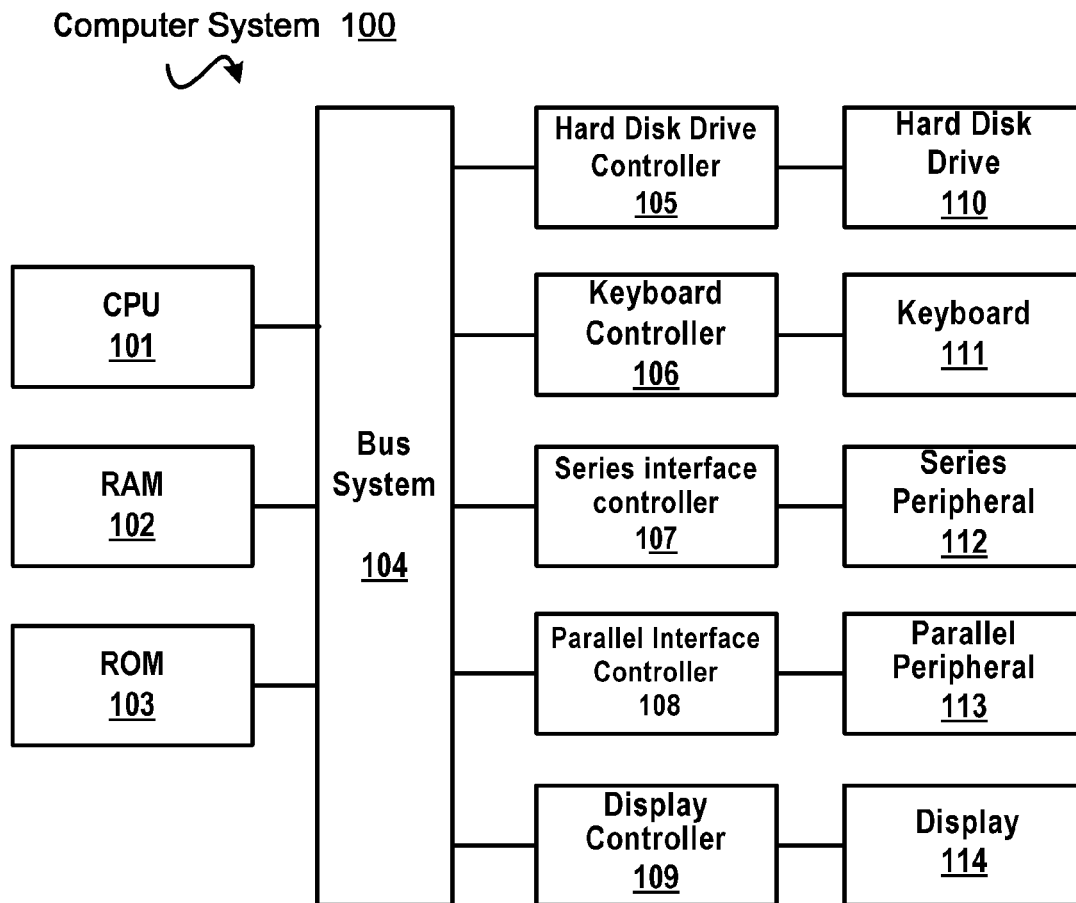 Computer System 100
CPU
101
RAM
102
ROM
103
Bus
System
104
Hard Disk Drive
Controller
105
Hard Disk
Drive
110
Keyboard
Controller
106
Keyboard
111
Series interface
controller
107
Series
Peripheral
112
Parallel Interface
Controller
108
Parallel
Peripheral
113
Display
Controller
109
Display
114